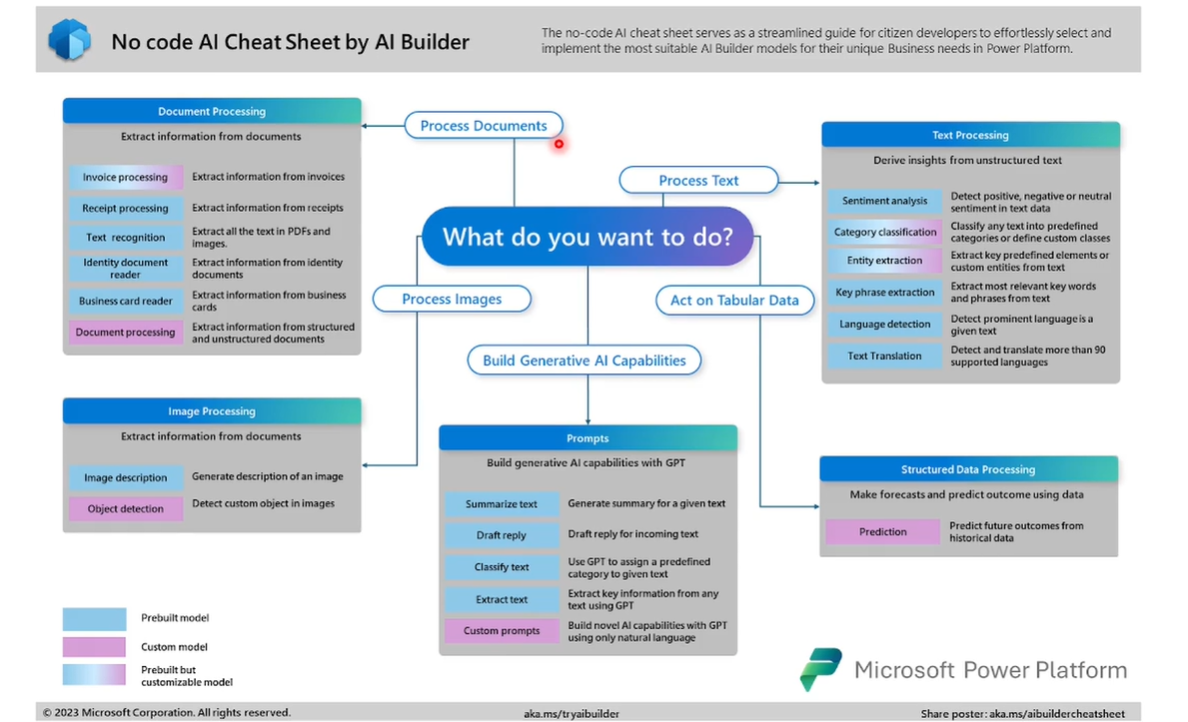 No code AI Cheat Sheet by AI Builder
The no-code AI cheat sheet serves as a streamlined guide for citizen developers to effortlessly select and
implement the most suitable AI Builder models for their unique Business needs in Power Platform.
Process Documents
Process Text
What do you want to do?
Process Images
Act on Tabular Data
Build Generative AI Capabilities
Document Processing
Extract information from documents
Invoice processing
Extract information from invoices
Receipt processing
Extract information from receipts
Text recognition
Extract all the text in PDFs and
images.
Identity document
reader
Extract information from identity
documents
Business card reader
Extract information from business
cards
Document processing
Extract information from structured
and unstructured documents
Text Processing
Derive insights from unstructured text
Sentiment analysis
Detect positive, negative or neutral
sentiment in text data
Category classification
Classify any text into predefined
categories or define custom classes
Entity extraction
Extract key predefined elements or
custom entities from text
Key phrase extraction
Extract most relevant key words
and phrases from text
Language detection
Detect prominent language is a
given text
Text Translation
Detect and translate more than 90
supported languages
Image Processing
Extract information from documents
Image description
Generate description of an image
Object detection
Detect custom object in images
Prompts
Build generative AI capabilities with GPT
Summarize text
Generate summary for a given text
Draft reply
Draft reply for incoming text
Classify text
Use GPT to assign a predefined
category to given text
Extract text
Extract key information from any
text using GPT
Custom prompts
Build novel AI capabilities with GPT
using only natural language
Structured Data Processing
Make forecasts and predict outcome using data
Prediction
Predict future outcomes from
historical data
Prebuilt model
Custom model
Prebuilt but
customizable model
Microsoft Power Platform
© 2023 Microsoft Corporation. All rights reserved.
aka.ms/tryaibuilder
Share poster: aka.ms/aibuildercheatsheet